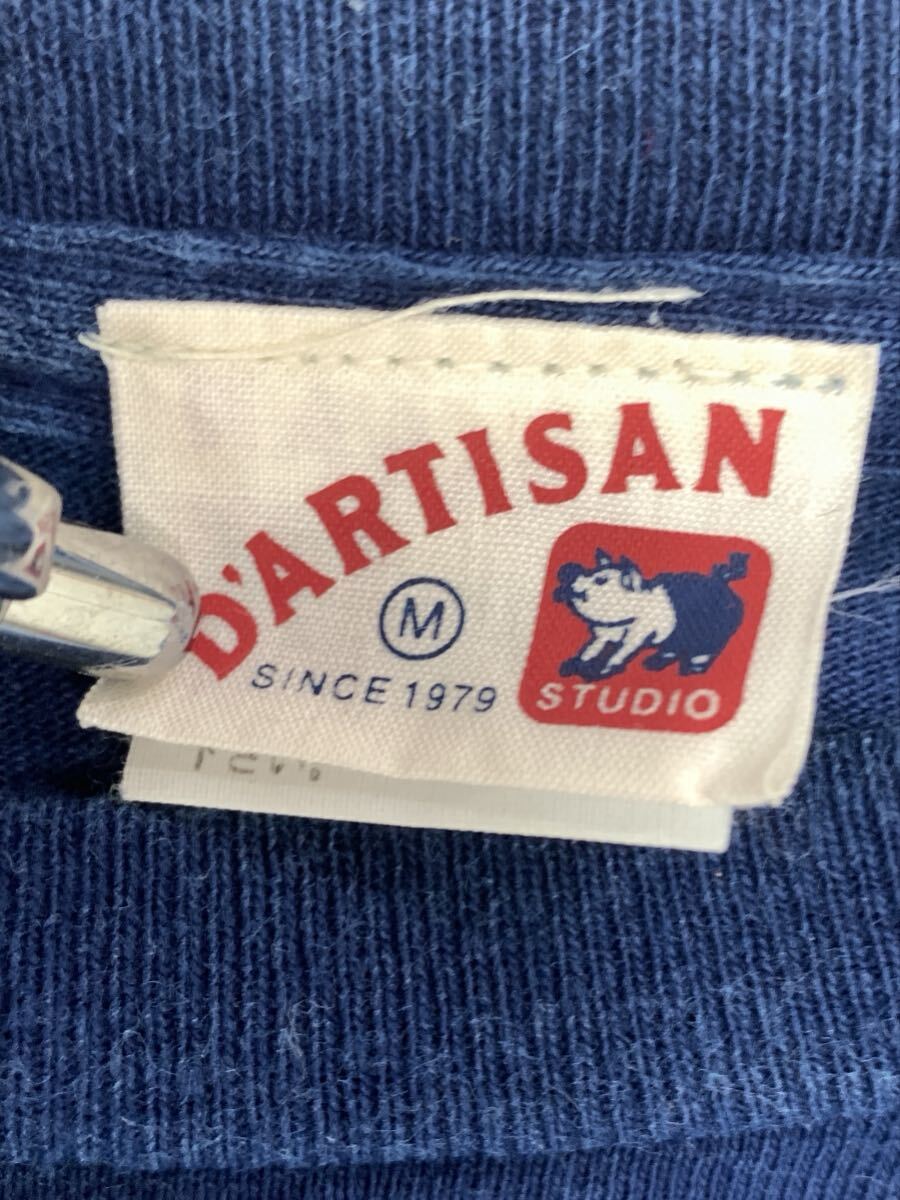 D'ARTISAN
M
SINCE 1979
STUDIO